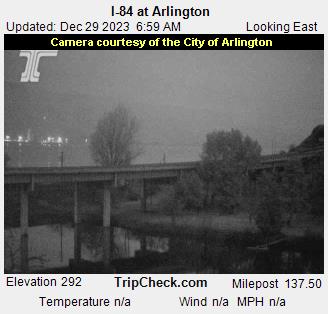 I-84 at Arlington
Updated: Dec 29 2023 6:59 AM Looking East
Camera courtesy of the City of Arlington
Elevation 292 TripCheck.com Milepost 137.50
Temperature n/a Wind n/a MPH n/a